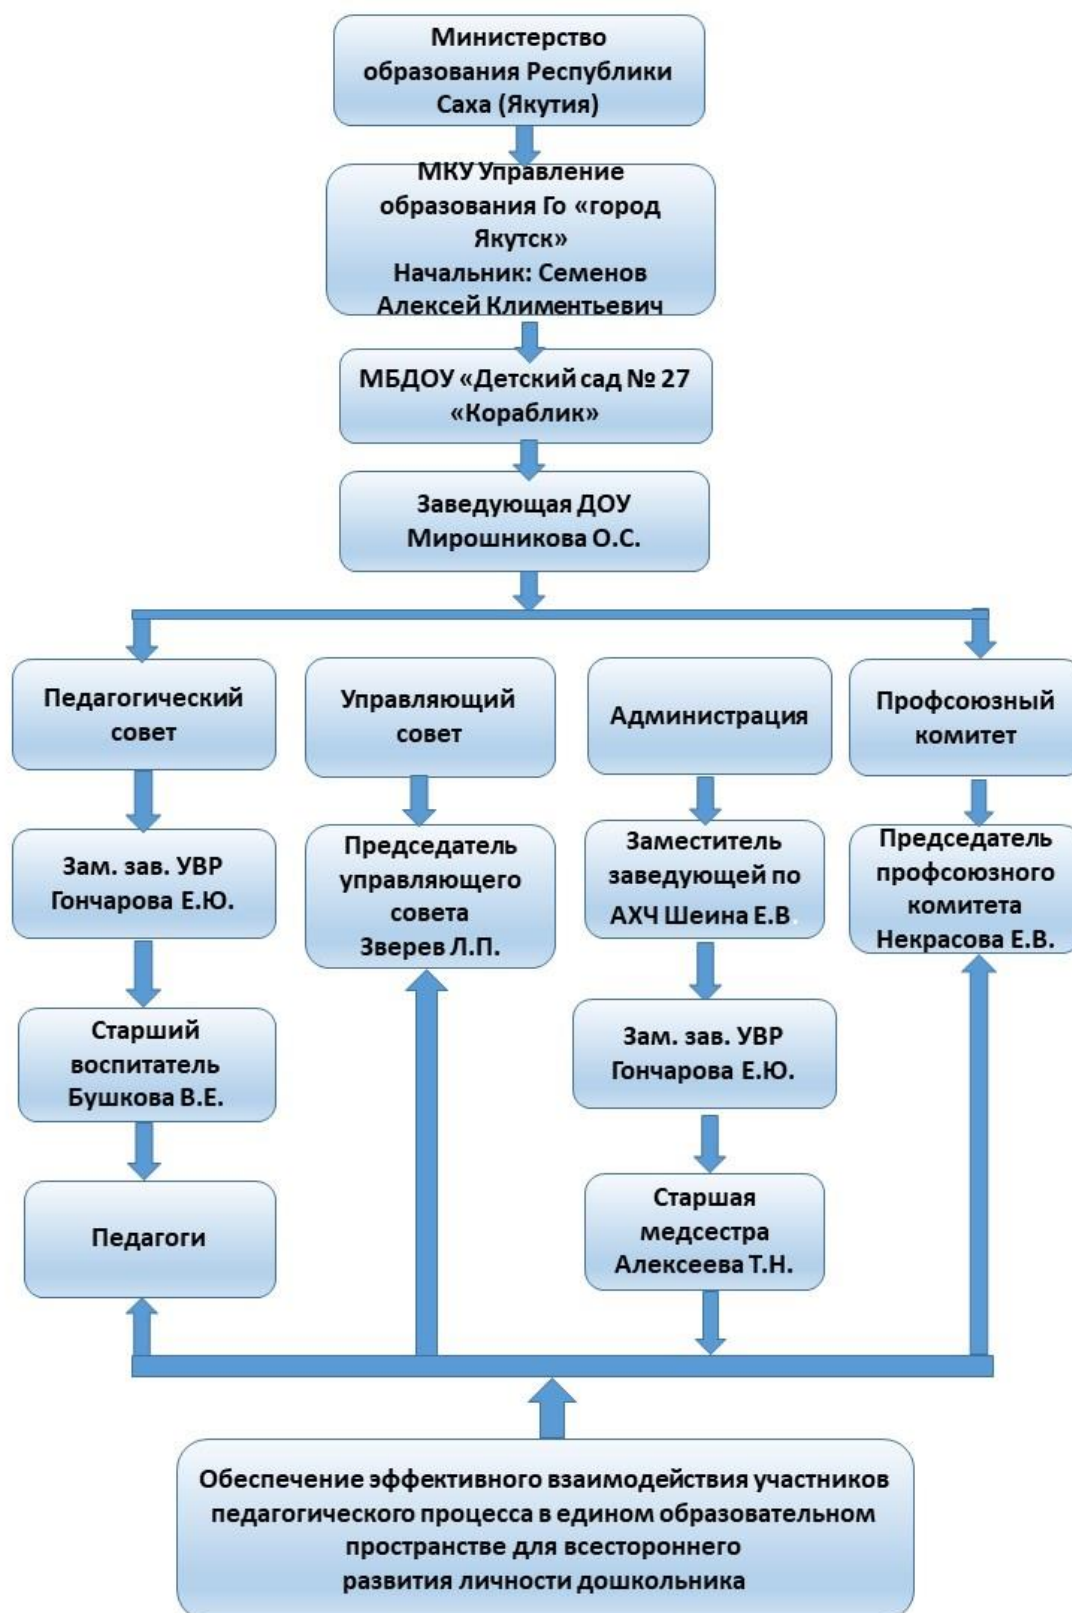 Министерство
образования Республики
Саха (Якутия)
МКУ Управление
образования Го «город
Якутск»
Начальник: Семенов
Алексей Климентьевич
МБДОУ «Детский сад № 27
«Кораблик»
Заведующая ДОУ
Мирошникова О.С.
Педагогический
совет
Управляющий
совет
Администрация
Профсоюзный
комитет
Зам. зав. УВР
Гончарова Е.Ю.
Председатель
управляющего
совета
Зверев Л.П.
Заместитель
заведующей по
АХЧ Шеина Е.В.
Председатель
профсоюзного
комитета
Некрасова Е.В.
Старший
воспитатель
Бушкова В.Е.
Зам. зав. УВР
Гончарова Е.Ю.
Педагоги
Старшая
медсестра
Алексеева Т.Н.
Обеспечение эффективного взаимодействия участников
педагогического процесса в едином образовательном
пространстве для всестороннего
развития личности дошкольника